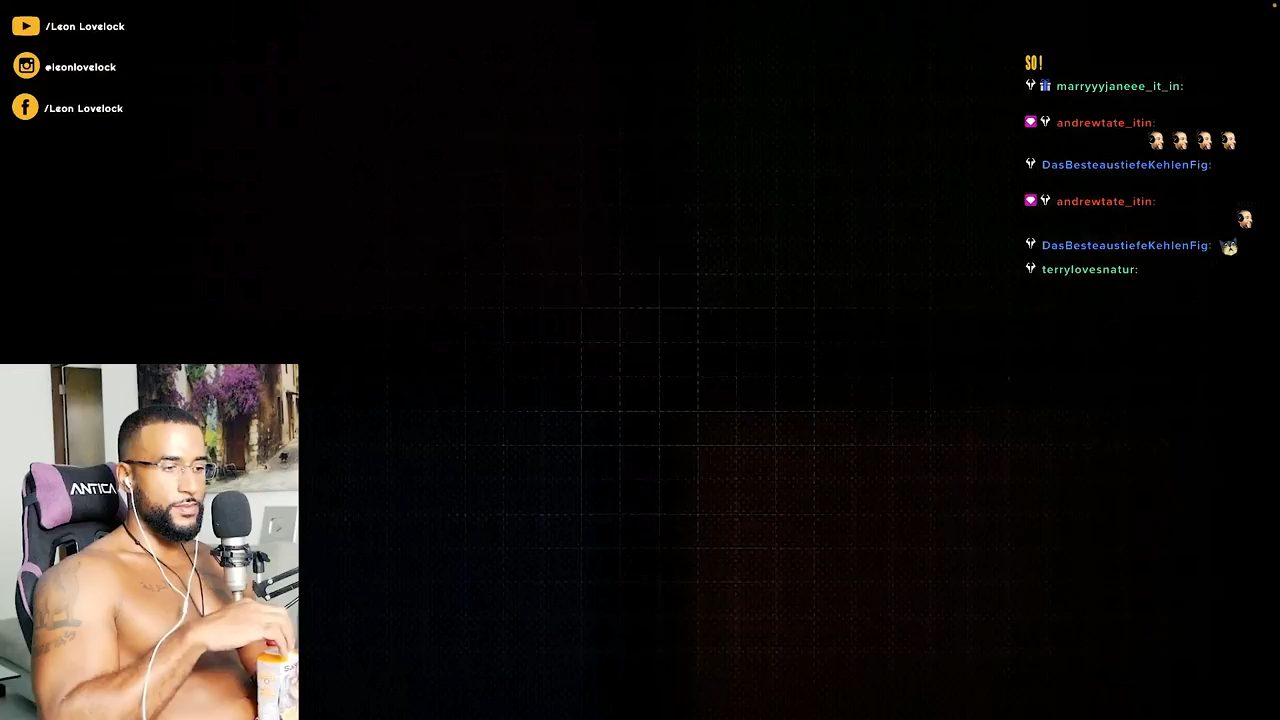 /Leon Lovelock
@leonlovelock
/Leon Lovelock
SO!
marryyyjaneee_it_in:
andrewtate_itin:
DasBesteaustiefeKehlenFig:
andrewtate_itin:
DasBesteaustiefeKehlenFig:
terrylovesnatur:
ANTICA